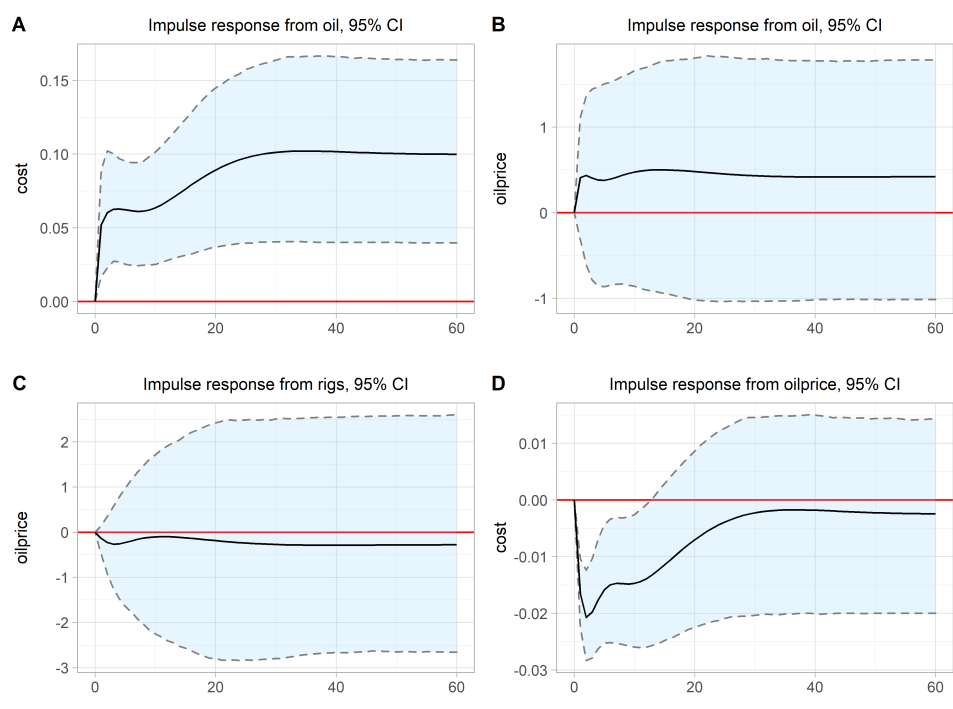 A
Impulse response from oil, 95% CI
cost
0.15
0.10
0.05
0.00
0
20
40
60
B
Impulse response from oil, 95% CI
oilprice
1
0
-1
0
20
40
60
C
Impulse response from rigs, 95% CI
oilprice
2
1
0
-1
-2
-3
0
20
40
60
D
Impulse response from oilprice, 95% CI
cost
0.01
0.00
-0.01
-0.02
-0.03
0
20
40
60